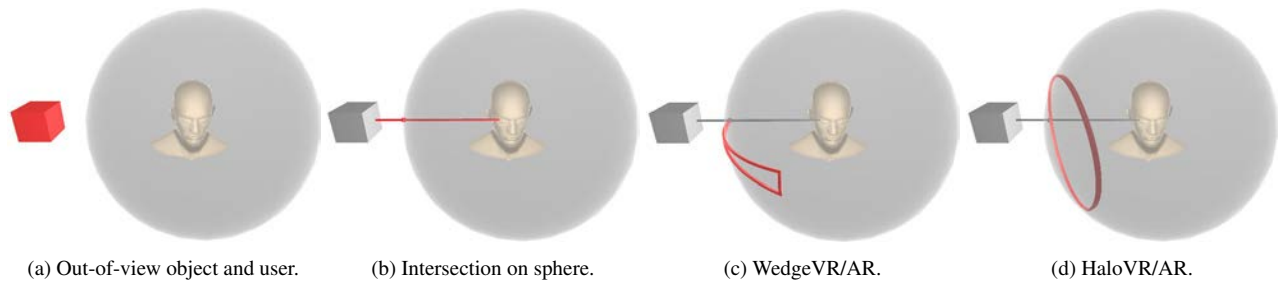 (a) Out-of-view object and user.
(b) Intersection on sphere.
(c) WedgeVR/AR.
(d) HaloVR/AR.